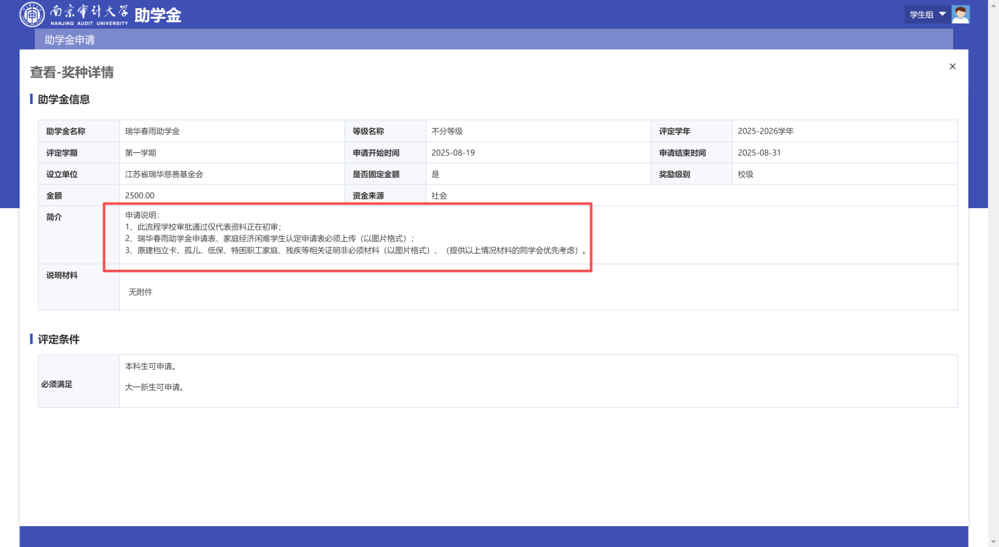 南京审计大学
NANJING AUDIT UNIVERSITY
助学金
学生组
助学金申请
查看-奖种详情
助学金信息
助学金名称 瑞华春雨助学金 等级名称 不分等级 评定学年 2025-2026学年
评定学期 第一学期 申请开始时间 2025-08-19 申请结束时间 2025-08-31
设立单位 江苏省瑞华慈善基金会 是否固定金额 是 奖励级别 校级
金额 2500.00 资金来源 社会
简介 申请说明：
1、此流程学校审批通过仅代表资料正在初审；
2、瑞华春雨助学金申请表、家庭经济困难学生认定申请表必须上传（以图片格式）；
3、原建档立卡、孤儿、低保、特困职工家庭、残疾等相关证明非必须材料（以图片格式）、（提供以上情况材料的同学会优先考虑）。
说明材料
无附件
评定条件
必须满足
本科生可申请。
大一新生可申请。